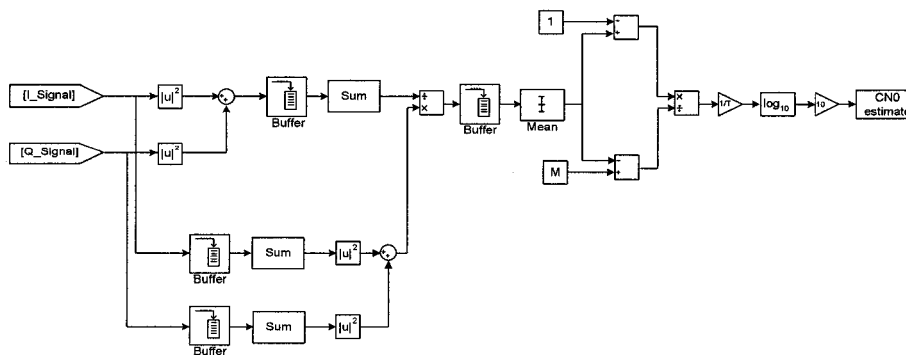 1
[I_Signal]
|u|²
Buffer
Sum
Buffer
Mean
1/T
log₁₀
10
CN0
estimate
[Q_Signal]
|u|²
M
Buffer
Sum
|u|²
Buffer
Sum
|u|²